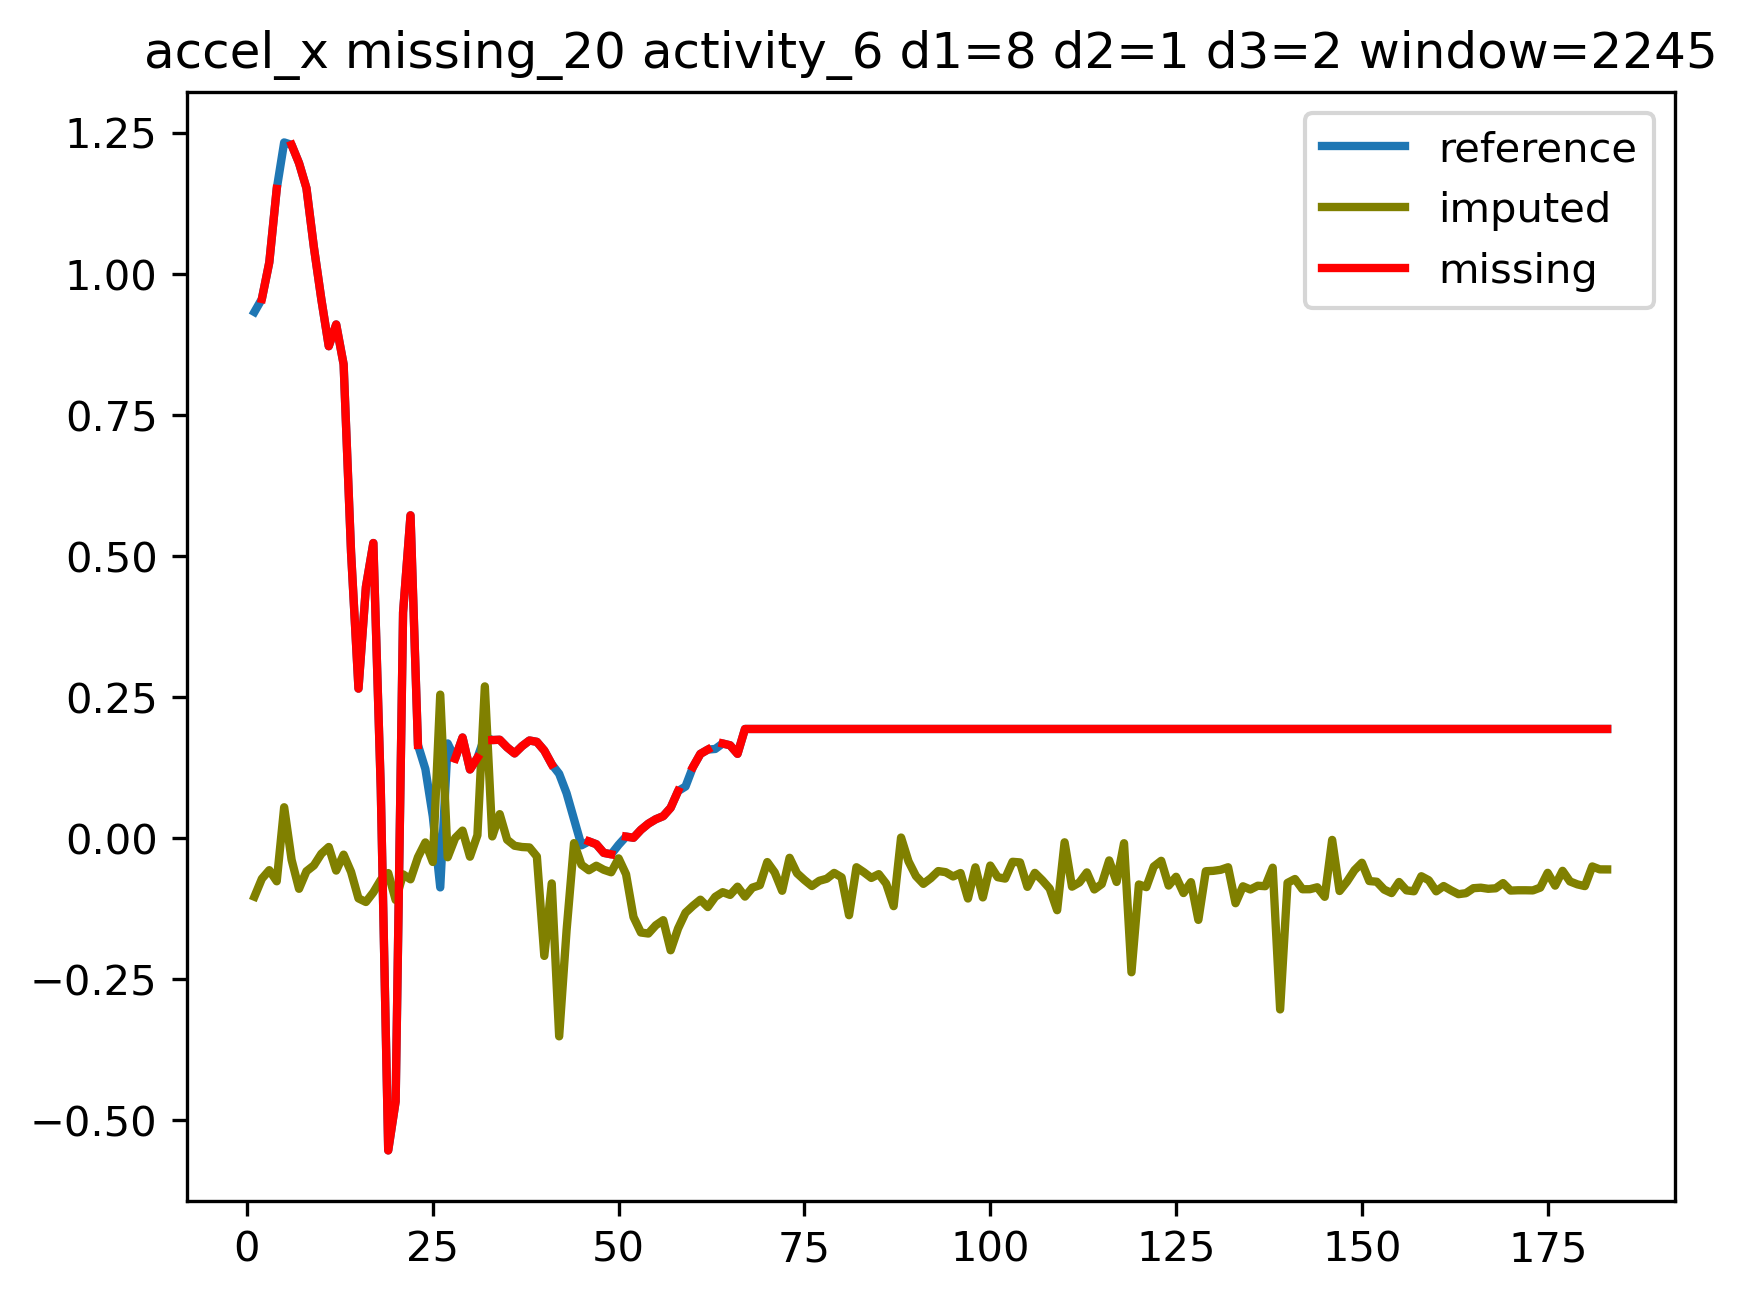 accel_x missing_20 activity_6 d1=8 d2=1 d3=2 window=2245
reference
imputed
missing
1.25
1.00
0.75
0.50
0.25
0.00
−0.25
−0.50
0 25 50 75 100 125 150 175